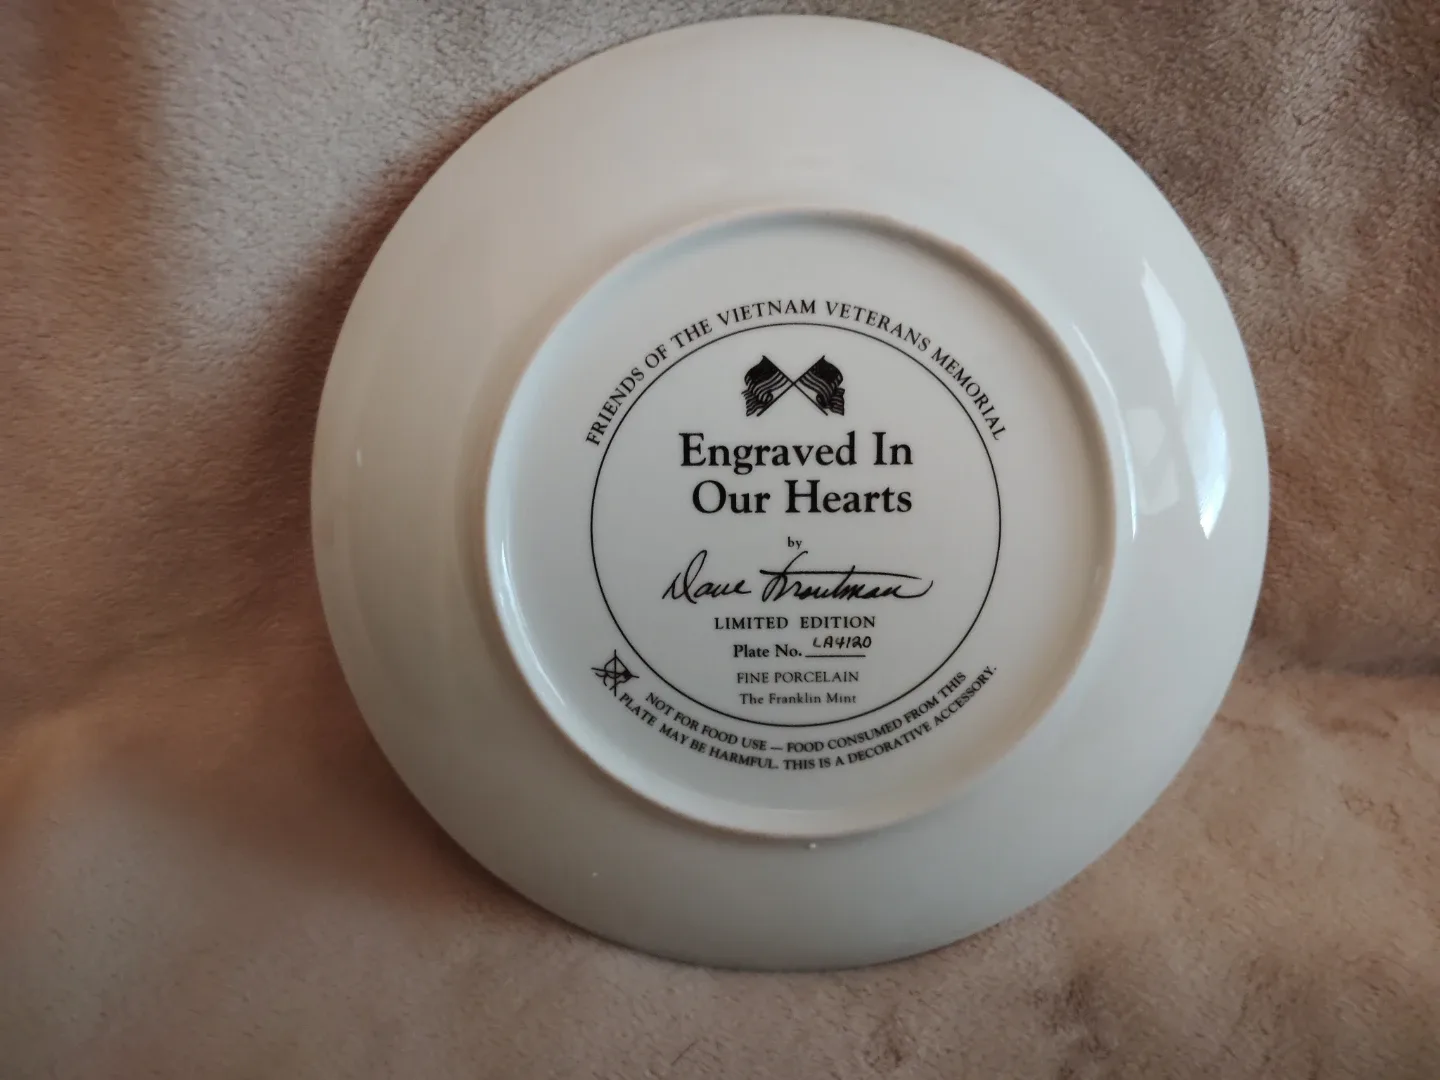 FRIENDS OF THE VIETNAM VETERANS MEMORIAL
Engraved In
Our Hearts
by
Dave Troutman
LIMITED EDITION
Plate No. LA4120
FINE PORCELAIN
The Franklin Mint
NOT FOR FOOD USE — FOOD CONSUMED FROM THIS
PLATE MAY BE HARMFUL. THIS IS A DECORATIVE ACCESSORY.